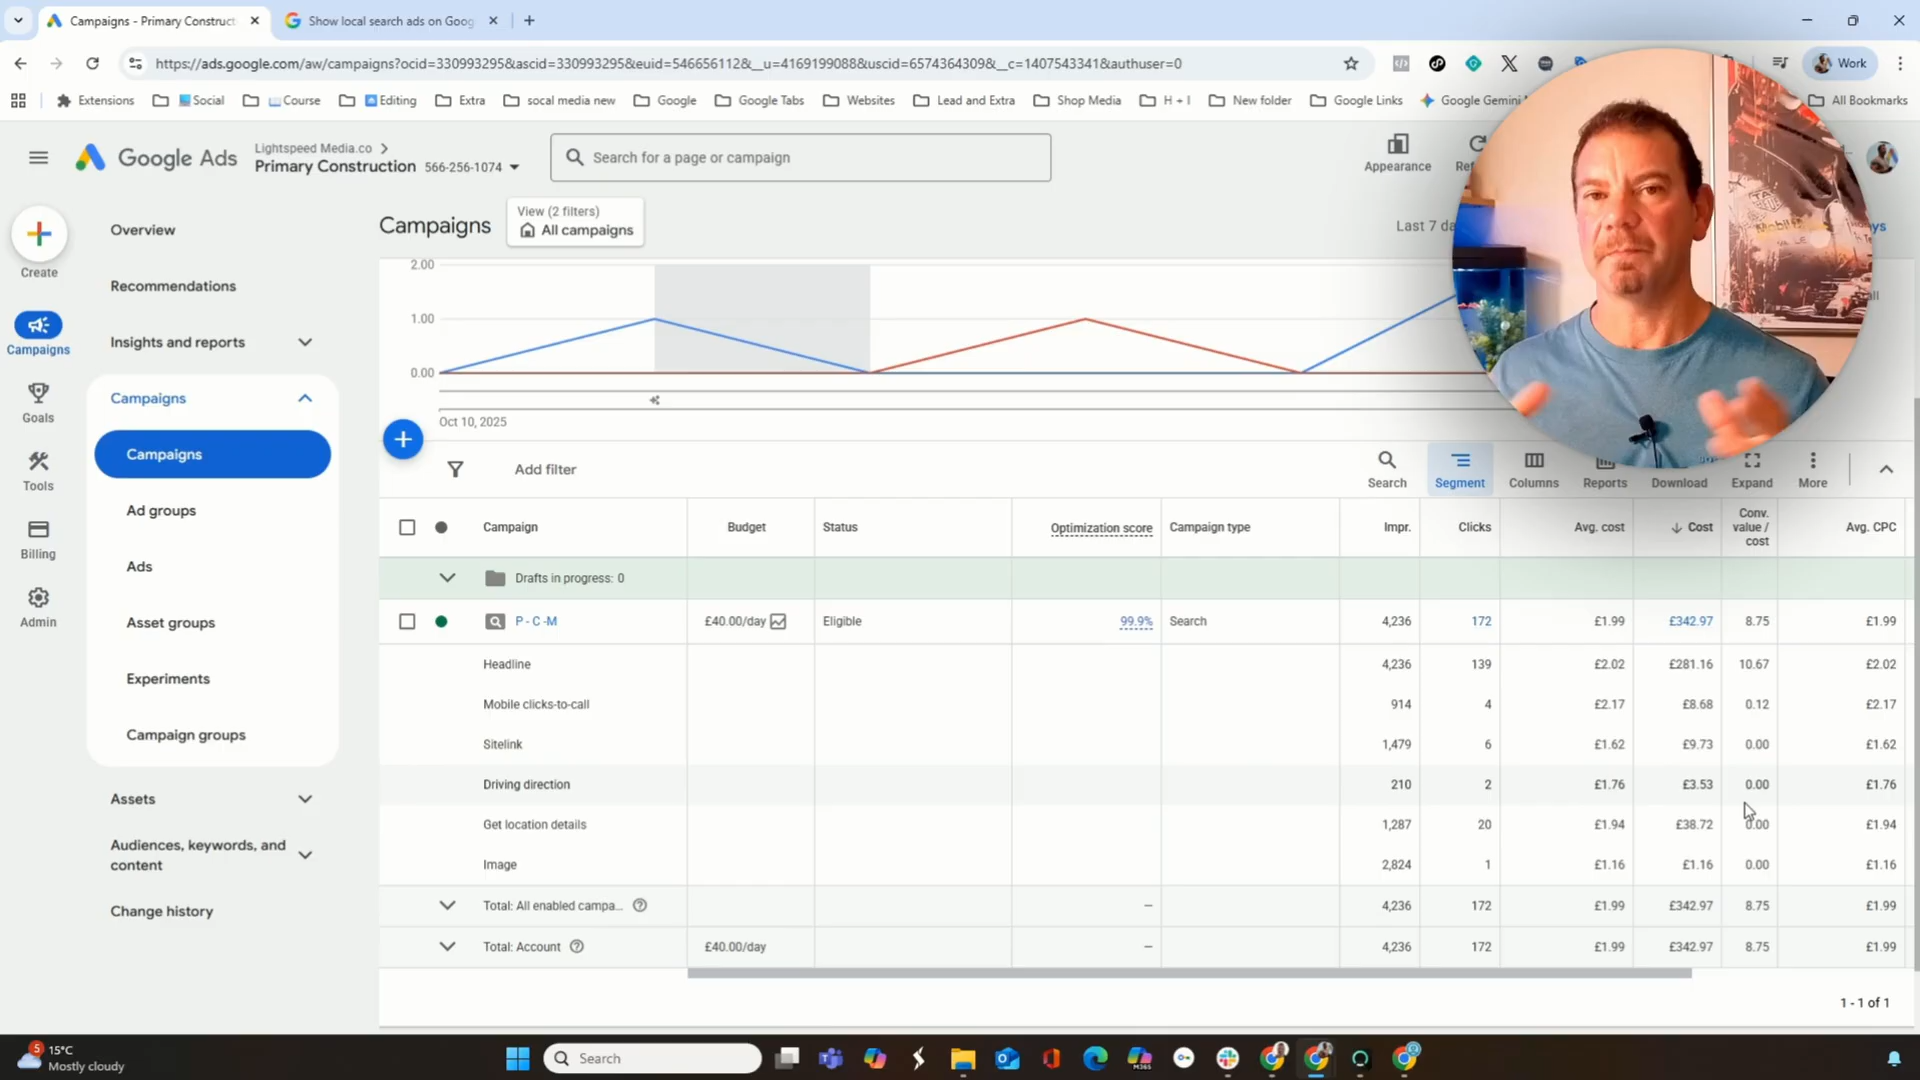 Campaigns - Primary Construct
Show local search ads on Goog
https://ads.google.com/aw/campaigns?ocid=330993295&ascid=330993295&euid=546656112&__u=4169199088&uscid=6574364309&__c=1407543341&authuser=0
Work
Extensions
Social
Course
Editing
Extra
socal media new
Google
Google Tabs
Websites
Lead and Extra
Shop Media
H + I
New folder
Google Links
Google Gemini
All Bookmarks
Google Ads
Lightspeed Media.co
Primary Construction 566-256-1074
Search for a page or campaign
Appearance
Create
Campaigns
Goals
Tools
Billing
Admin
Overview
Recommendations
Insights and reports
Campaigns
Campaigns
Ad groups
Ads
Asset groups
Experiments
Campaign groups
Assets
Audiences, keywords, and
content
Change history
Campaigns
View (2 filters)
All campaigns
Last 7 da
2.00
1.00
0.00
Oct 10, 2025
Add filter
Search
Segment
Columns
Reports
Download
Expand
More
Campaign Budget Status Optimization score Campaign type Impr. Clicks Avg. cost Cost Conv. value / cost Avg. CPC
Drafts in progress: 0
P - C -M £40.00/day Eligible 99.9% Search 4,236 172 £1.99 £342.97 8.75 £1.99
Headline 4,236 139 £2.02 £281.16 10.67 £2.02
Mobile clicks-to-call 914 4 £2.17 £8.68 0.12 £2.17
Sitelink 1,479 6 £1.62 £9.73 0.00 £1.62
Driving direction 210 2 £1.76 £3.53 0.00 £1.76
Get location details 1,287 20 £1.94 £38.72 0.00 £1.94
Image 2,824 1 £1.16 £1.16 0.00 £1.16
Total: All enabled campa... – 4,236 172 £1.99 £342.97 8.75 £1.99
Total: Account £40.00/day – 4,236 172 £1.99 £342.97 8.75 £1.99
1 - 1 of 1
5
15°C
Mostly cloudy
Search
M365